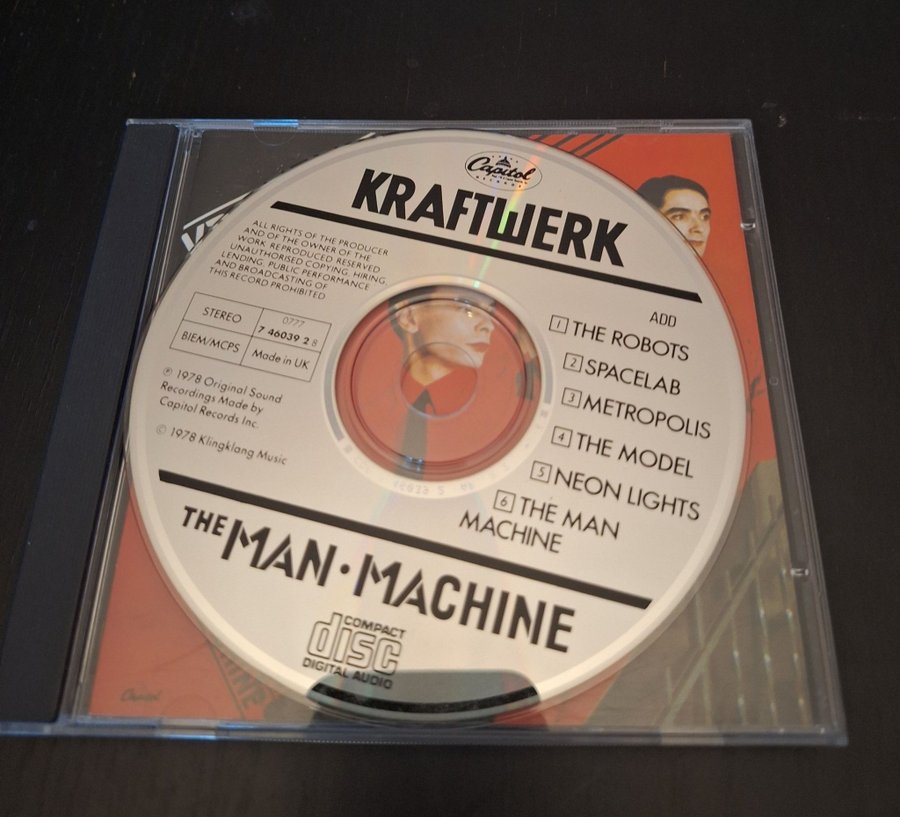 Capitol
RECORDS
KRAFTWERK
ALL RIGHTS OF THE PRODUCER
AND OF THE OWNER OF THE
WORK REPRODUCED RESERVED
UNAUTHORISED COPYING, HIRING,
LENDING, PUBLIC PERFORMANCE
AND BROADCASTING OF
THIS RECORD PROHIBITED
STEREO
0777
7 46039 2 8
BIEM/MCPS
Made in UK
℗ 1978 Original Sound
Recordings Made by
Capitol Records Inc.
© 1978 Klingklang Music
ADD
1 THE ROBOTS
2 SPACELAB
3 METROPOLIS
4 THE MODEL
5 NEON LIGHTS
6 THE MAN
MACHINE
THE MAN·MACHINE
COMPACT
disc
DIGITAL AUDIO
Capitol